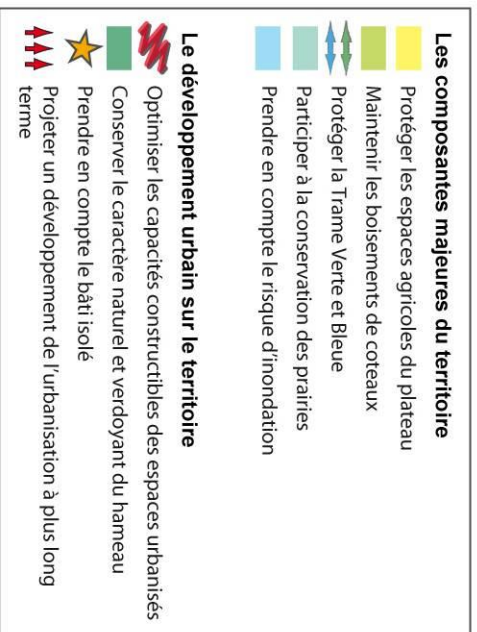 Les composantes majeures du territoire
Protéger les espaces agricoles du plateau
Maintenir les boisements de coteaux
Protéger la Trame Verte et Bleue
Participer à la conservation des prairies
Prendre en compte le risque d'inondation
Le développement urbain sur le territoire
Optimiser les capacités constructibles des espaces urbanisés
Conserver le caractère naturel et verdoyant du hameau
Prendre en compte le bâti isolé
Projeter un développement de l'urbanisation à plus long
terme